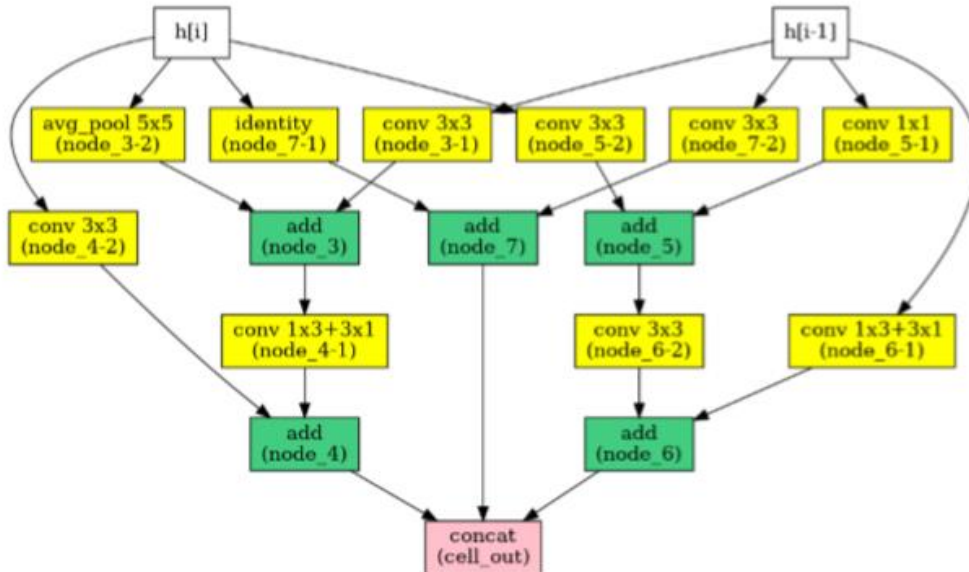 h[i]
h[i-1]
avg_pool 5x5
(node_3-2)
identity
(node_7-1)
conv 3x3
(node_3-1)
conv 3x3
(node_5-2)
conv 3x3
(node_7-2)
conv 1x1
(node_5-1)
conv 3x3
(node_4-2)
add
(node_3)
add
(node_7)
add
(node_5)
conv 1x3+3x1
(node_4-1)
conv 3x3
(node_6-2)
conv 1x3+3x1
(node_6-1)
add
(node_4)
add
(node_6)
concat
(cell_out)